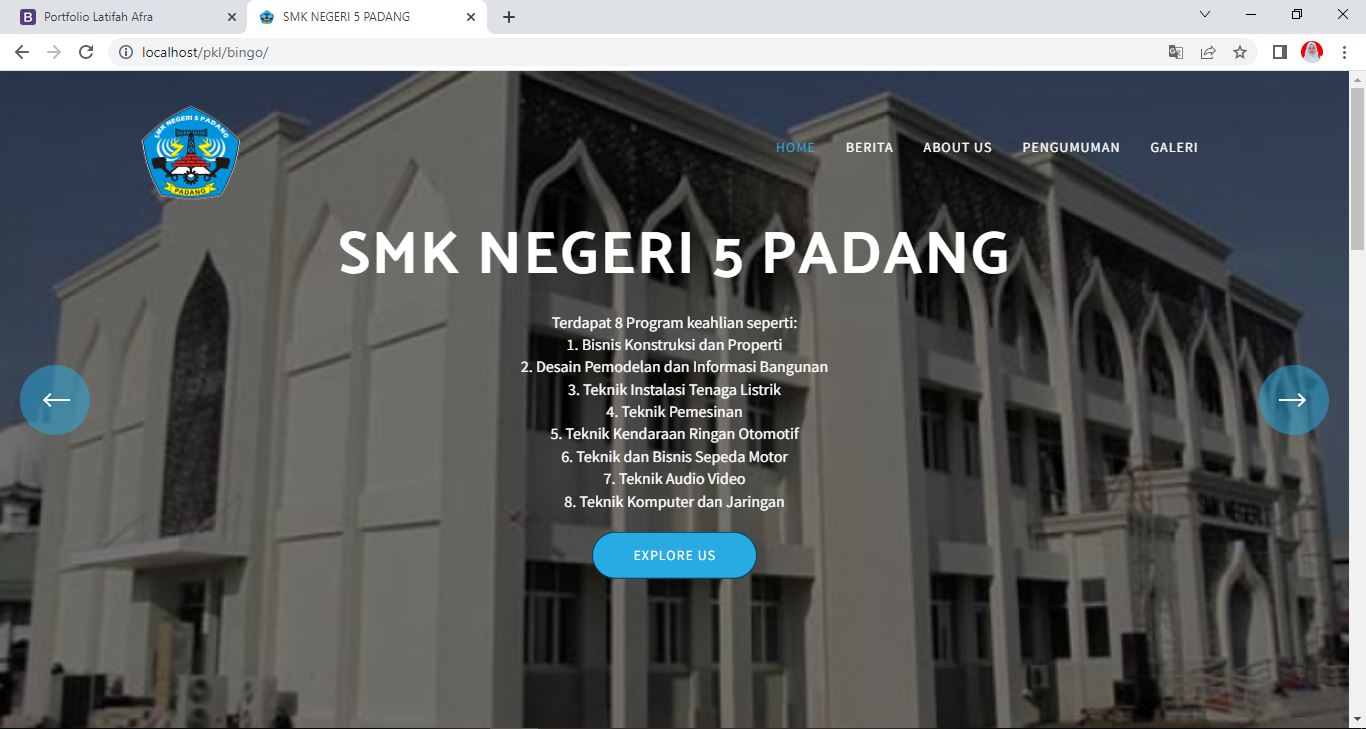 Portfolio Latifah Afra
SMK NEGERI 5 PADANG
localhost/pkl/bingo/
SMK NEGERI 5 PADANG
PADANG
HOME
BERITA
ABOUT US
PENGUMUMAN
GALERI
SMK NEGERI 5 PADANG
Terdapat 8 Program keahlian seperti:
1. Bisnis Konstruksi dan Properti
2. Desain Pemodelan dan Informasi Bangunan
3. Teknik Instalasi Tenaga Listrik
4. Teknik Pemesinan
5. Teknik Kendaraan Ringan Otomotif
6. Teknik dan Bisnis Sepeda Motor
7. Teknik Audio Video
8. Teknik Komputer dan Jaringan
EXPLORE US
SMK NEGERI